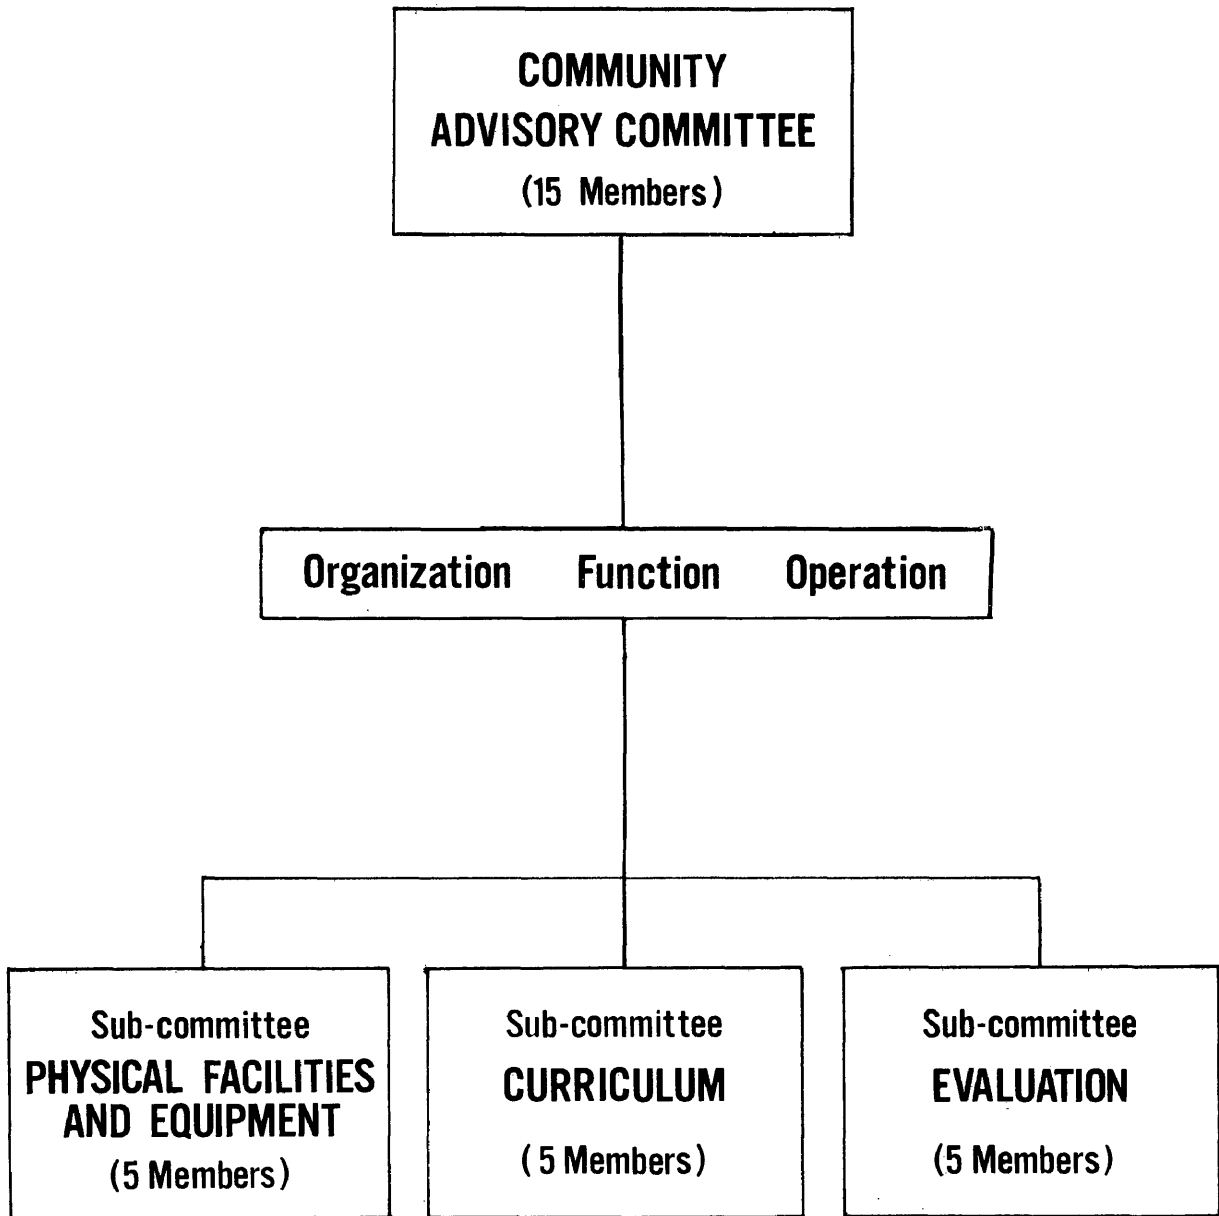 COMMUNITY
ADVISORY COMMITTEE
(15 Members)
Organization Function Operation
Sub-committee
PHYSICAL FACILITIES
AND EQUIPMENT
(5 Members)
Sub-committee
CURRICULUM
(5 Members)
Sub-committee
EVALUATION
(5 Members)